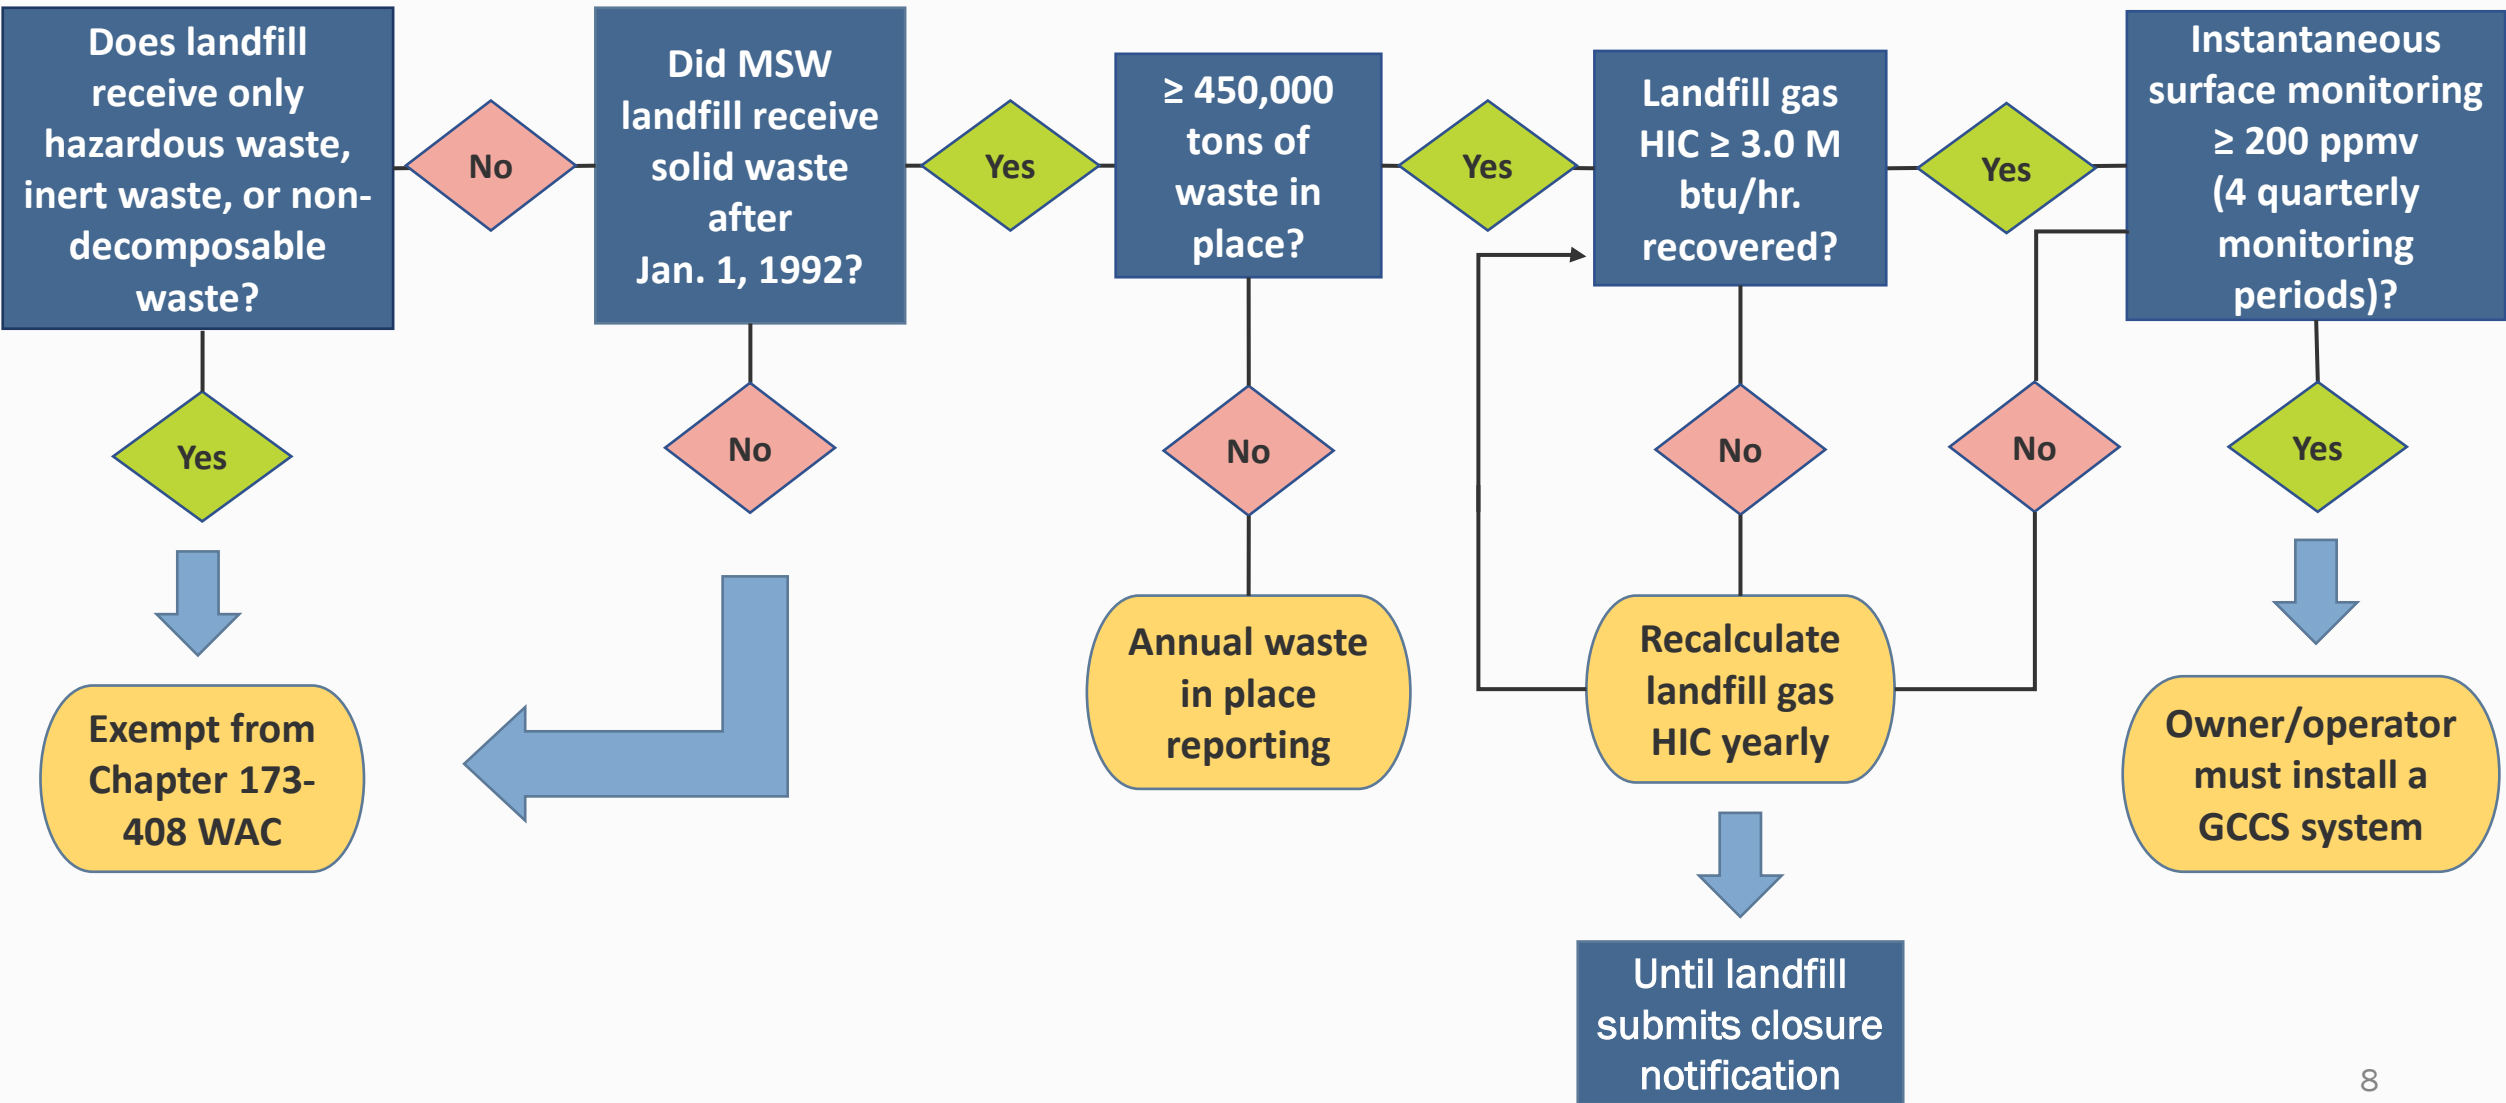 Does landfill
receive only
hazardous waste,
inert waste, or non-
decomposable
waste?
No
Did MSW
landfill receive
solid waste
after
Jan. 1, 1992?
Yes
≥ 450,000
tons of
waste in
place?
Yes
Landfill gas
HIC ≥ 3.0 M
btu/hr.
recovered?
Yes
Instantaneous
surface monitoring
≥ 200 ppmv
(4 quarterly
monitoring
periods)?
Yes
No
No
No
No
Yes
Exempt from
Chapter 173-
408 WAC
Annual waste
in place
reporting
Recalculate
landfill gas
HIC yearly
Owner/operator
must install a
GCCS system
Until landfill
submits closure
notification
8